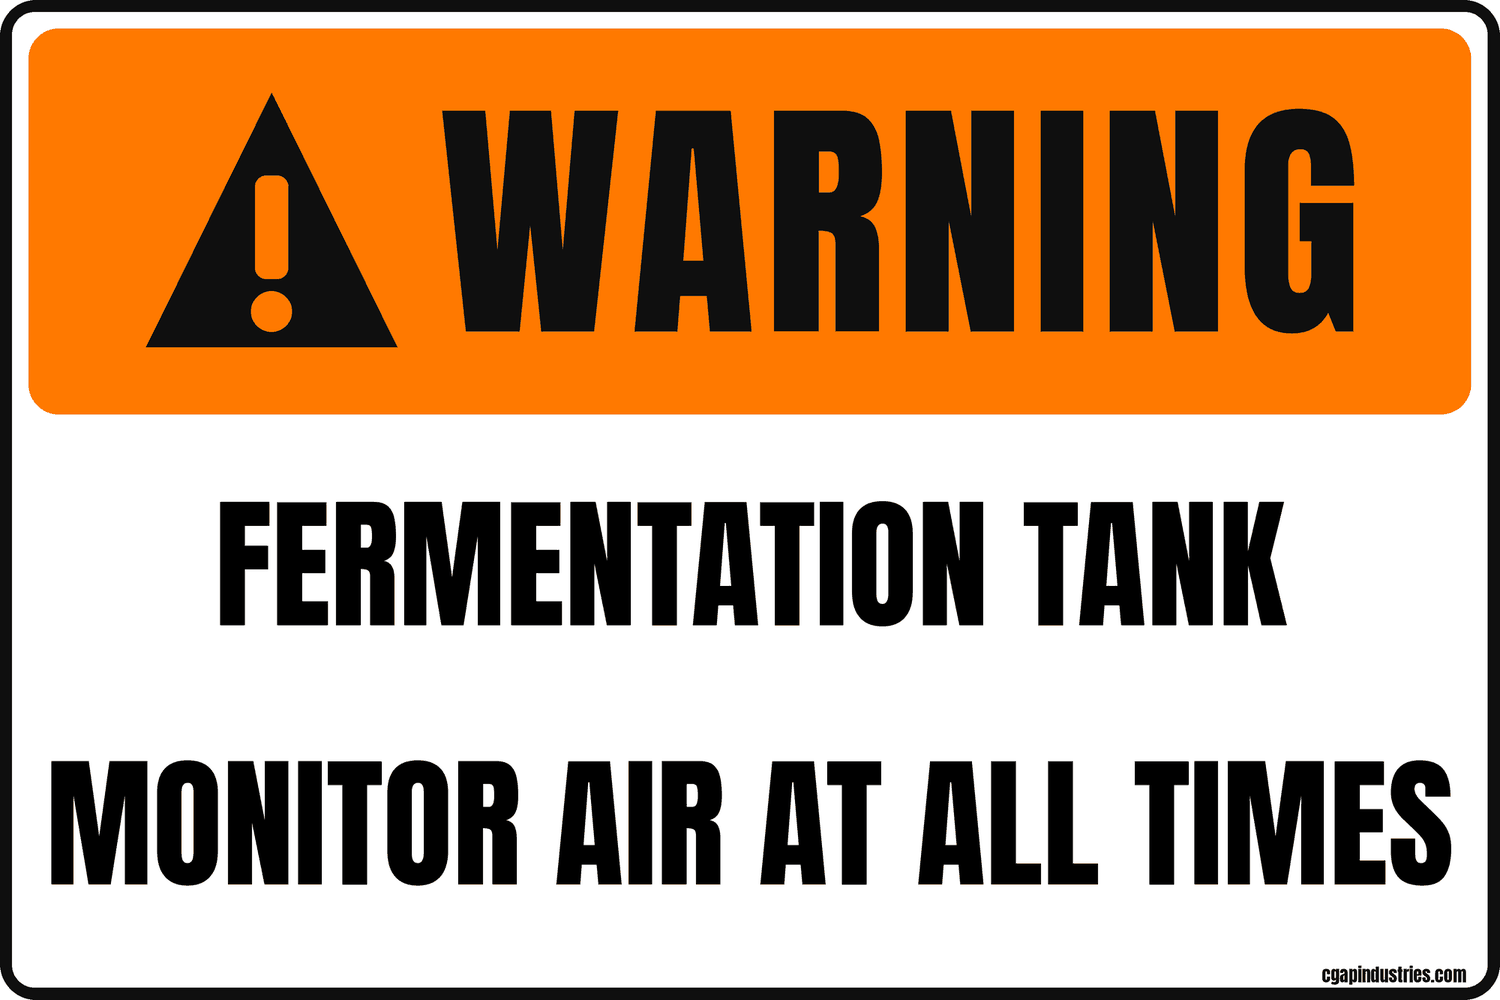 WARNING
FERMENTATION TANK
MONITOR AIR AT ALL TIMES
cgapindustries.com